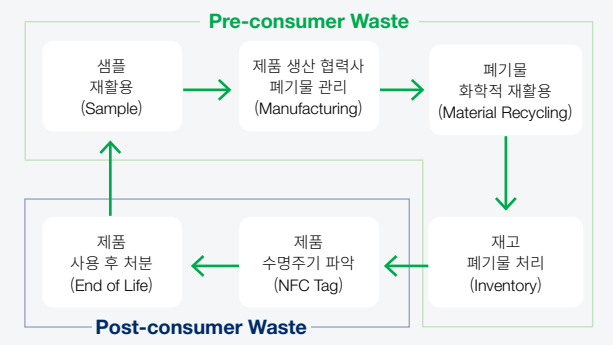 Pre-consumer Waste
샘플
재활용
(Sample)
제품 생산 협력사
폐기물 관리
(Manufacturing)
폐기물
화학적 재활용
(Material Recycling)
재고
폐기물 처리
(Inventory)
제품
수명주기 파악
(NFC Tag)
제품
사용 후 처분
(End of Life)
Post-consumer Waste